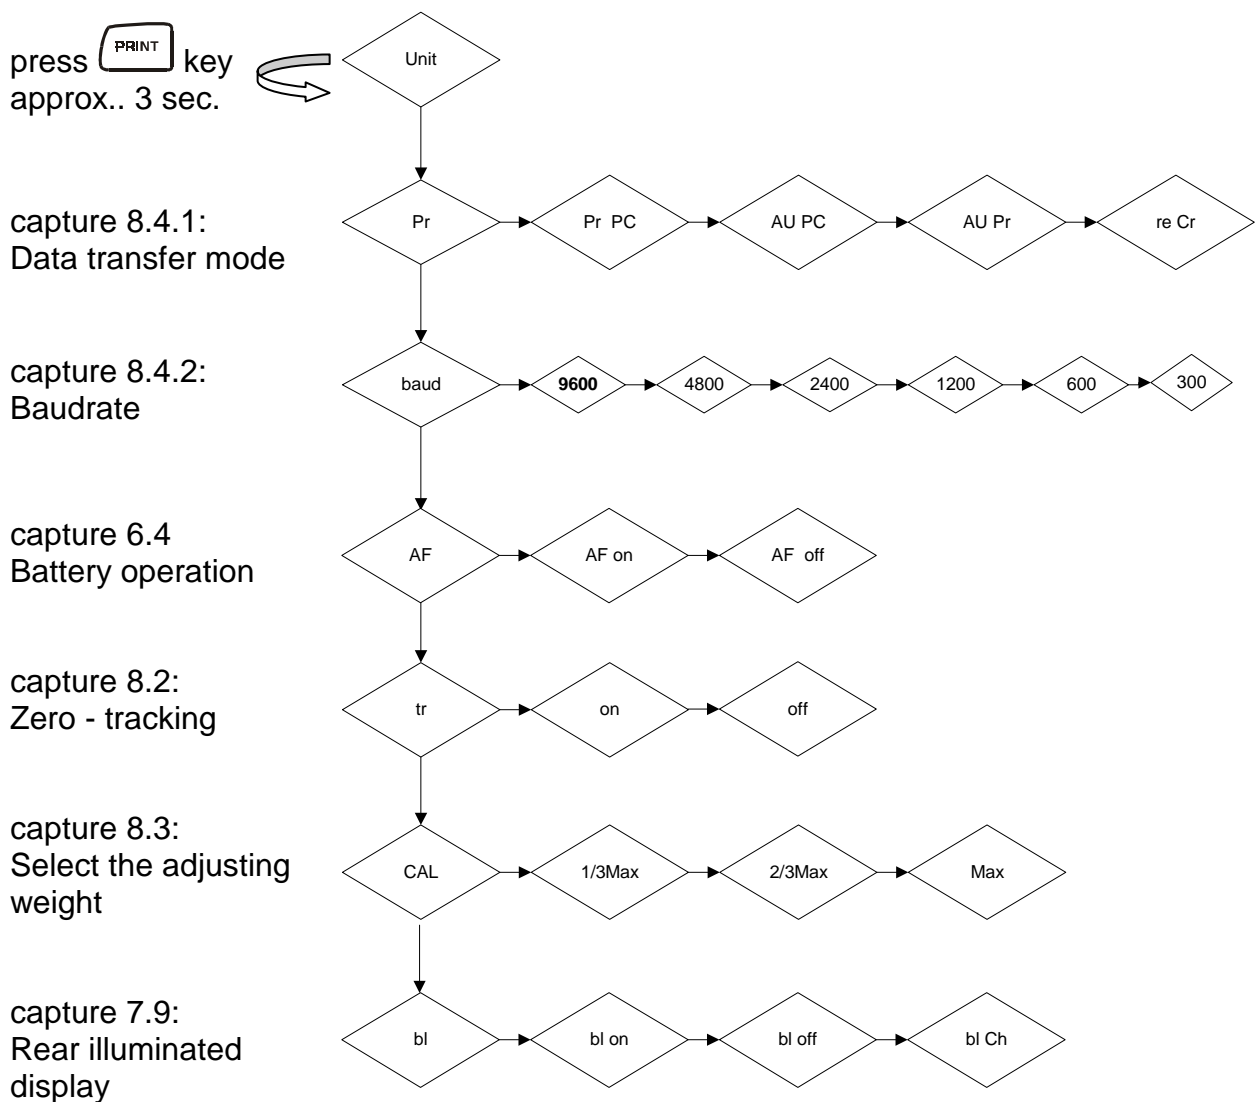 press PRINT key
approx.. 3 sec.
Unit
capture 8.4.1:
Data transfer mode
Pr
Pr PC
AU PC
AU Pr
re Cr
capture 8.4.2:
Baudrate
baud
9600
4800
2400
1200
600
300
capture 6.4
Battery operation
AF
AF on
AF off
capture 8.2:
Zero - tracking
tr
on
off
capture 8.3:
Select the adjusting
weight
CAL
1/3Max
2/3Max
Max
capture 7.9:
Rear illuminated
display
bl
bl on
bl off
bl Ch